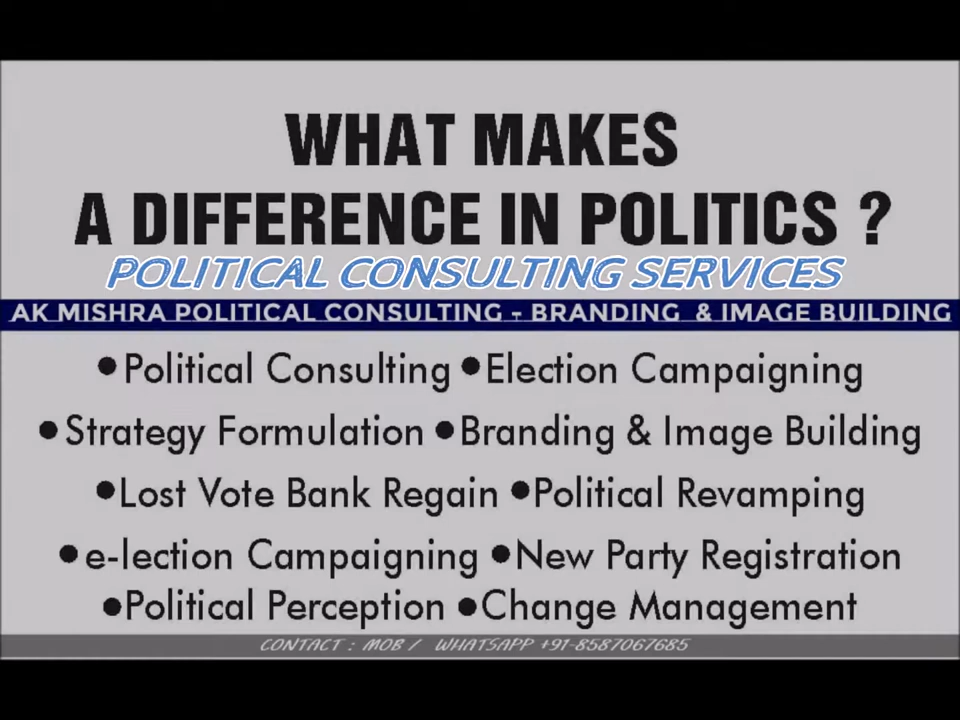 WHAT MAKES
A DIFFERENCE IN POLITICS ?
POLITICAL CONSULTING SERVICES
AK MISHRA POLITICAL CONSULTING - BRANDING & IMAGE BUILDING
•Political Consulting •Election Campaigning
•Strategy Formulation •Branding & Image Building
•Lost Vote Bank Regain •Political Revamping
•e-lection Campaigning •New Party Registration
•Political Perception •Change Management
CONTACT : MOB / WHATSAPP +91-8587067685